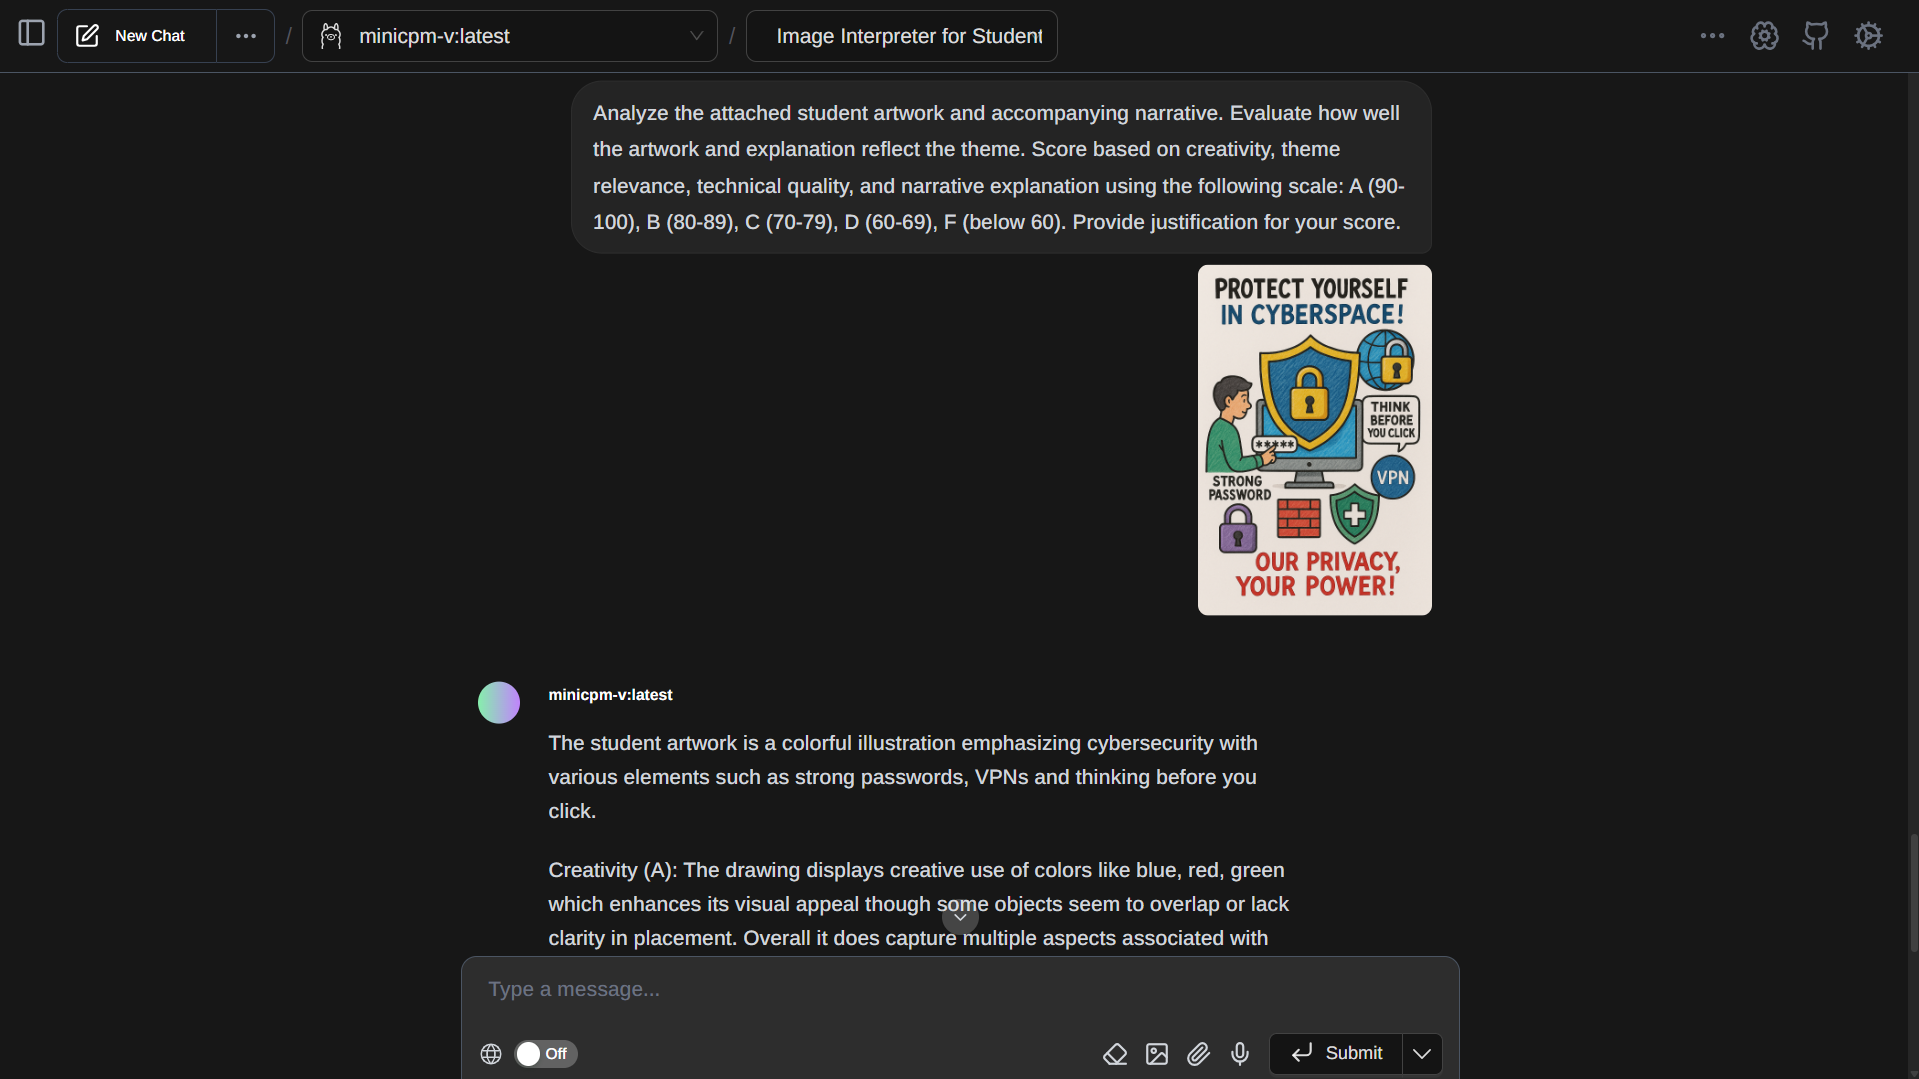 New Chat
/
minicpm-v:latest
/
Image Interpreter for Student
Analyze the attached student artwork and accompanying narrative. Evaluate how well
the artwork and explanation reflect the theme. Score based on creativity, theme
relevance, technical quality, and narrative explanation using the following scale: A (90-
100), B (80-89), C (70-79), D (60-69), F (below 60). Provide justification for your score.
PROTECT YOURSELF
IN CYBERSPACE!
THINK
BEFORE
YOU CLICK
*****
VPN
STRONG
PASSWORD
OUR PRIVACY,
YOUR POWER!
minicpm-v:latest
The student artwork is a colorful illustration emphasizing cybersecurity with
various elements such as strong passwords, VPNs and thinking before you
click.
Creativity (A): The drawing displays creative use of colors like blue, red, green
which enhances its visual appeal though some objects seem to overlap or lack
clarity in placement. Overall it does capture multiple aspects associated with
Type a message...
Off
Submit